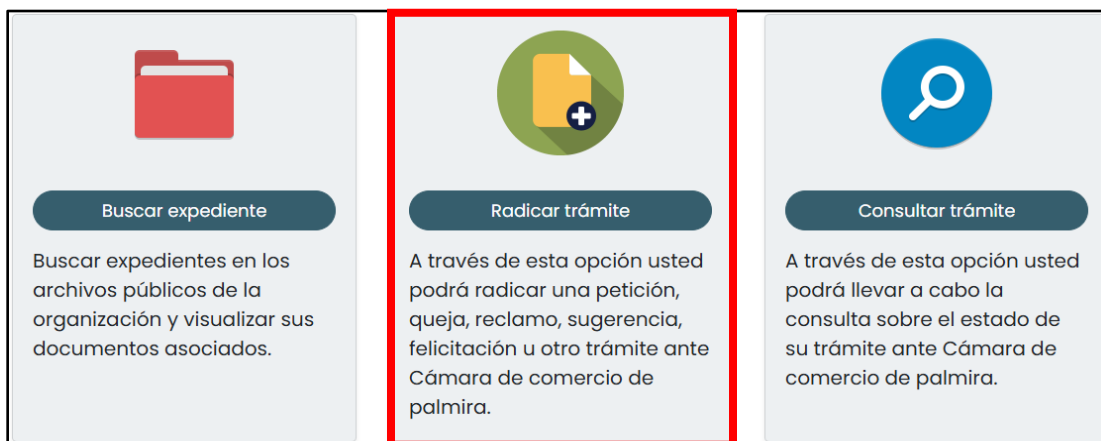 Buscar expediente
Buscar expedientes en los
archivos públicos de la
organización y visualizar sus
documentos asociados.
Radicar trámite
A través de esta opción usted
podrá radicar una petición,
queja, reclamo, sugerencia,
felicitación u otro trámite ante
Cámara de comercio de
palmira.
Consultar trámite
A través de esta opción usted
podrá llevar a cabo la
consulta sobre el estado de
su trámite ante Cámara de
comercio de palmira.